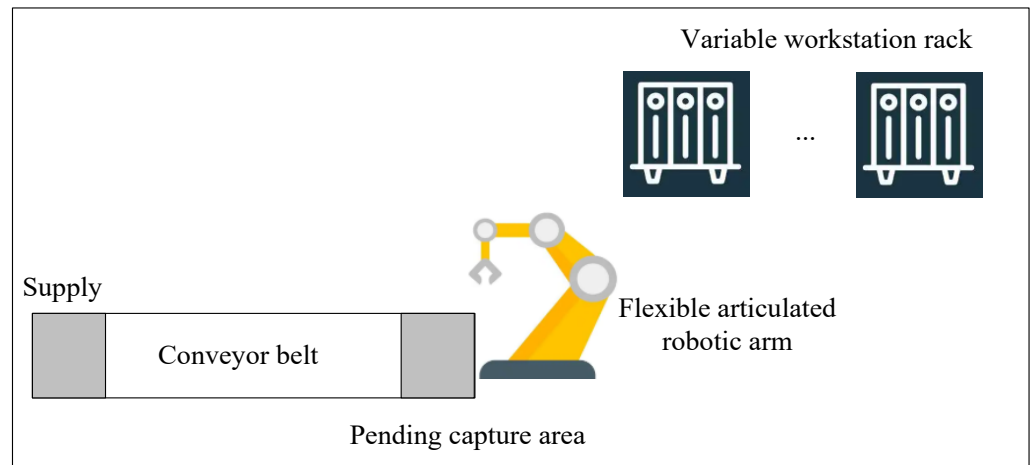 Variable workstation rack
...
Supply
Conveyor belt
Flexible articulated
robotic arm
Pending capture area